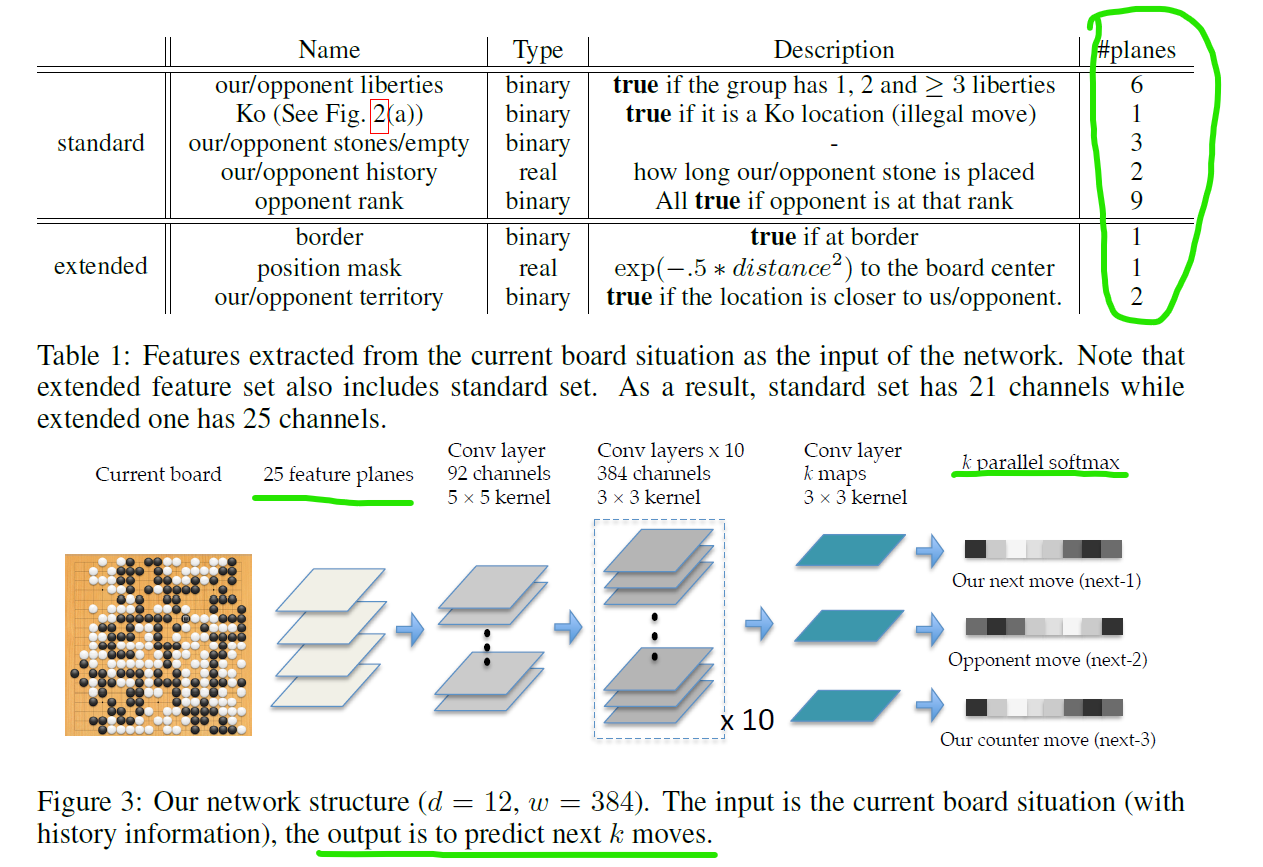 Name Type Description #planes
our/opponent liberties binary true if the group has 1, 2 and ≥ 3 liberties 6
Ko (See Fig. 2(a)) binary true if it is a Ko location (illegal move) 1
standard our/opponent stones/empty binary - 3
our/opponent history real how long our/opponent stone is placed 2
opponent rank binary All true if opponent is at that rank 9
border binary true if at border 1
extended position mask real exp(−.5 ∗ distance²) to the board center 1
our/opponent territory binary true if the location is closer to us/opponent. 2
Table 1: Features extracted from the current board situation as the input of the network. Note that
extended feature set also includes standard set. As a result, standard set has 21 channels while
extended one has 25 channels.
Current board
25 feature planes
Conv layer
92 channels
5 × 5 kernel
Conv layers x 10
384 channels
3 × 3 kernel
Conv layer
k maps
3 × 3 kernel
k parallel softmax
Our next move (next-1)
Opponent move (next-2)
x 10
Our counter move (next-3)
Figure 3: Our network structure (d = 12, w = 384). The input is the current board situation (with
history information), the output is to predict next k moves.